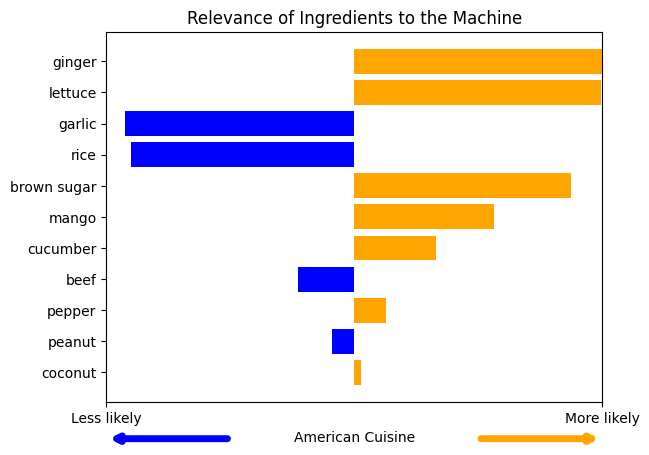 Relevance of Ingredients to the Machine
ginger
lettuce
garlic
rice
brown sugar
mango
cucumber
beef
pepper
peanut
coconut
Less likely
More likely
American Cuisine